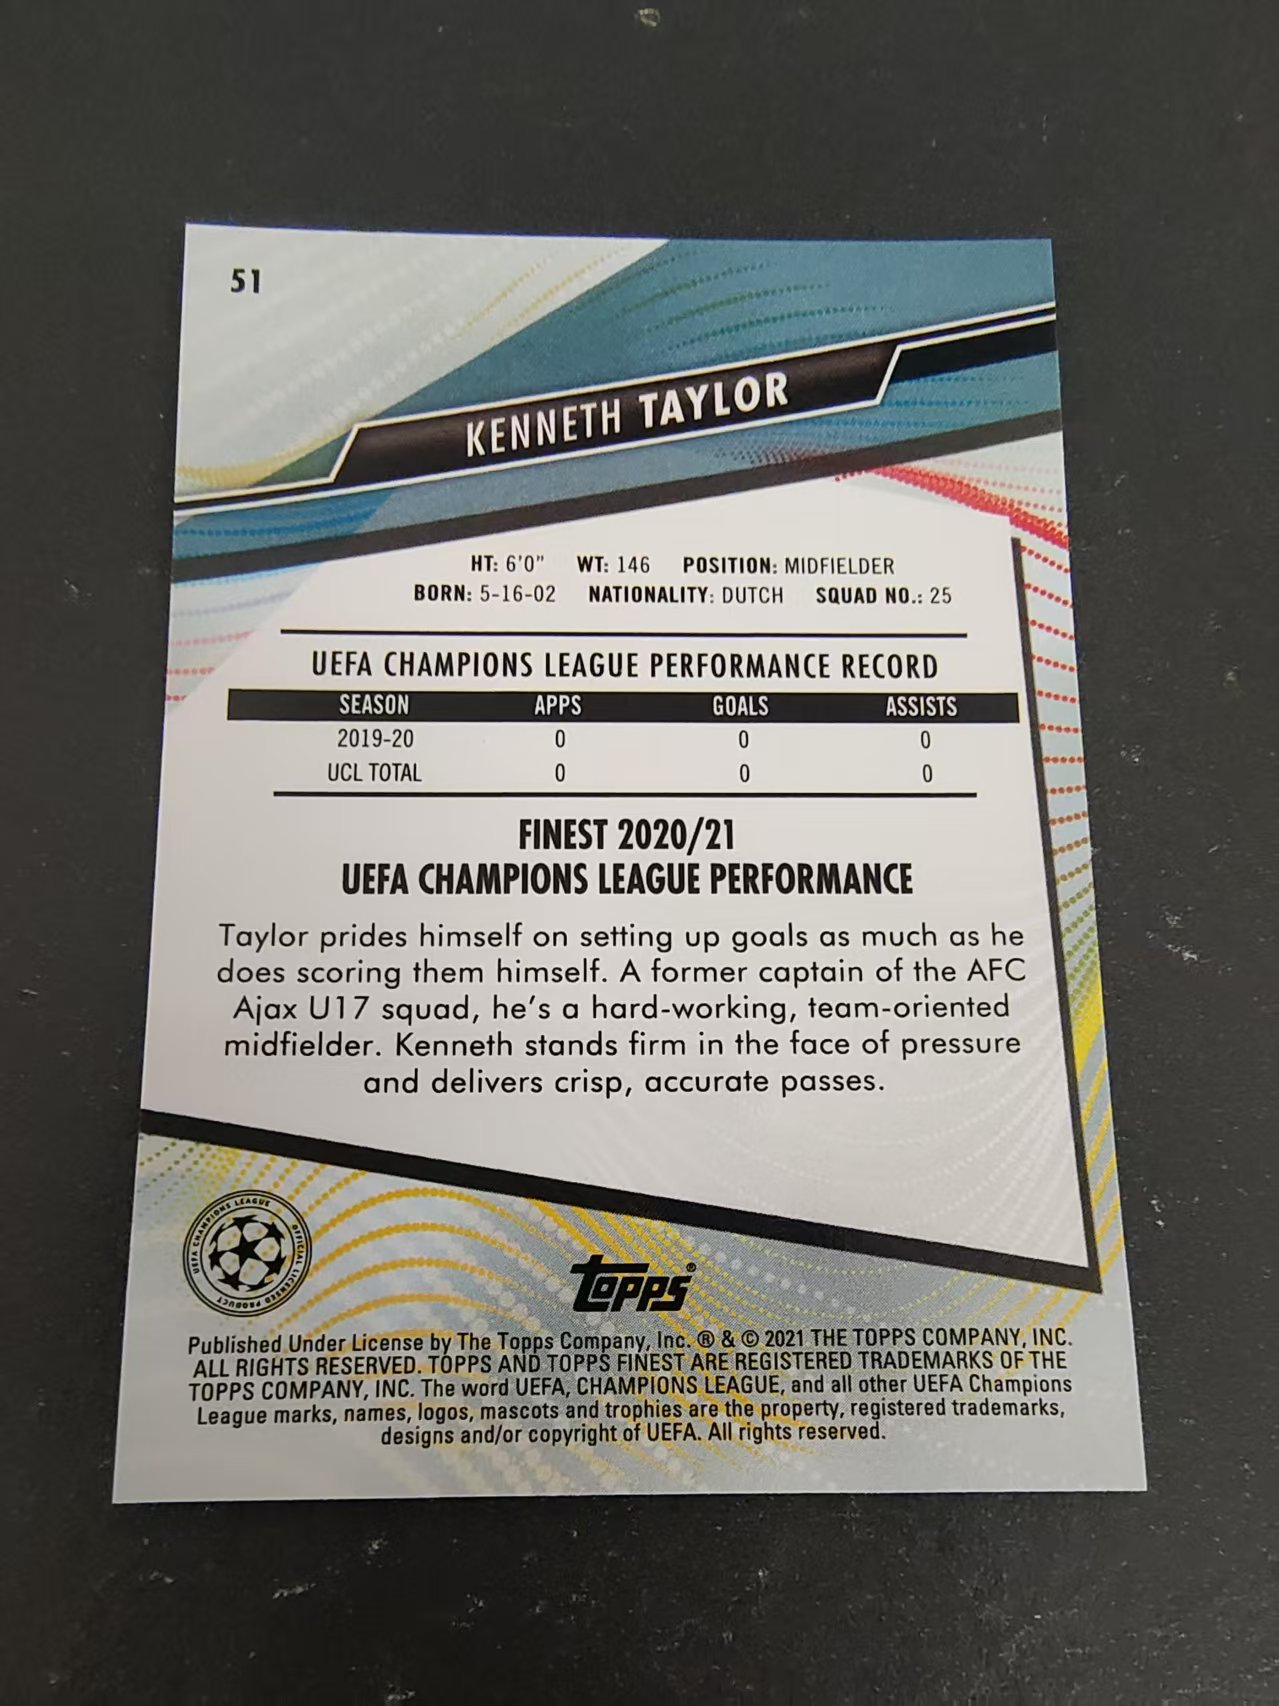 51
KENNETH TAYLOR
HT: 6'0" WT: 146 POSITION: MIDFIELDER
BORN: 5-16-02 NATIONALITY: DUTCH SQUAD NO.: 25
UEFA CHAMPIONS LEAGUE PERFORMANCE RECORD
SEASON APPS GOALS ASSISTS
2019-20 0 0 0
UCL TOTAL 0 0 0
FINEST 2020/21
UEFA CHAMPIONS LEAGUE PERFORMANCE
Taylor prides himself on setting up goals as much as he
does scoring them himself. A former captain of the AFC
Ajax U17 squad, he's a hard-working, team-oriented
midfielder. Kenneth stands firm in the face of pressure
and delivers crisp, accurate passes.
UEFA CHAMPIONS LEAGUE OFFICIAL LICENSED PRODUCT
topps®
Published Under License by The Topps Company, Inc. ® & © 2021 THE TOPPS COMPANY, INC.
ALL RIGHTS RESERVED. TOPPS AND TOPPS FINEST ARE REGISTERED TRADEMARKS OF THE
TOPPS COMPANY, INC. The word UEFA, CHAMPIONS LEAGUE, and all other UEFA Champions
League marks, names, logos, mascots and trophies are the property, registered trademarks,
designs and/or copyright of UEFA. All rights reserved.